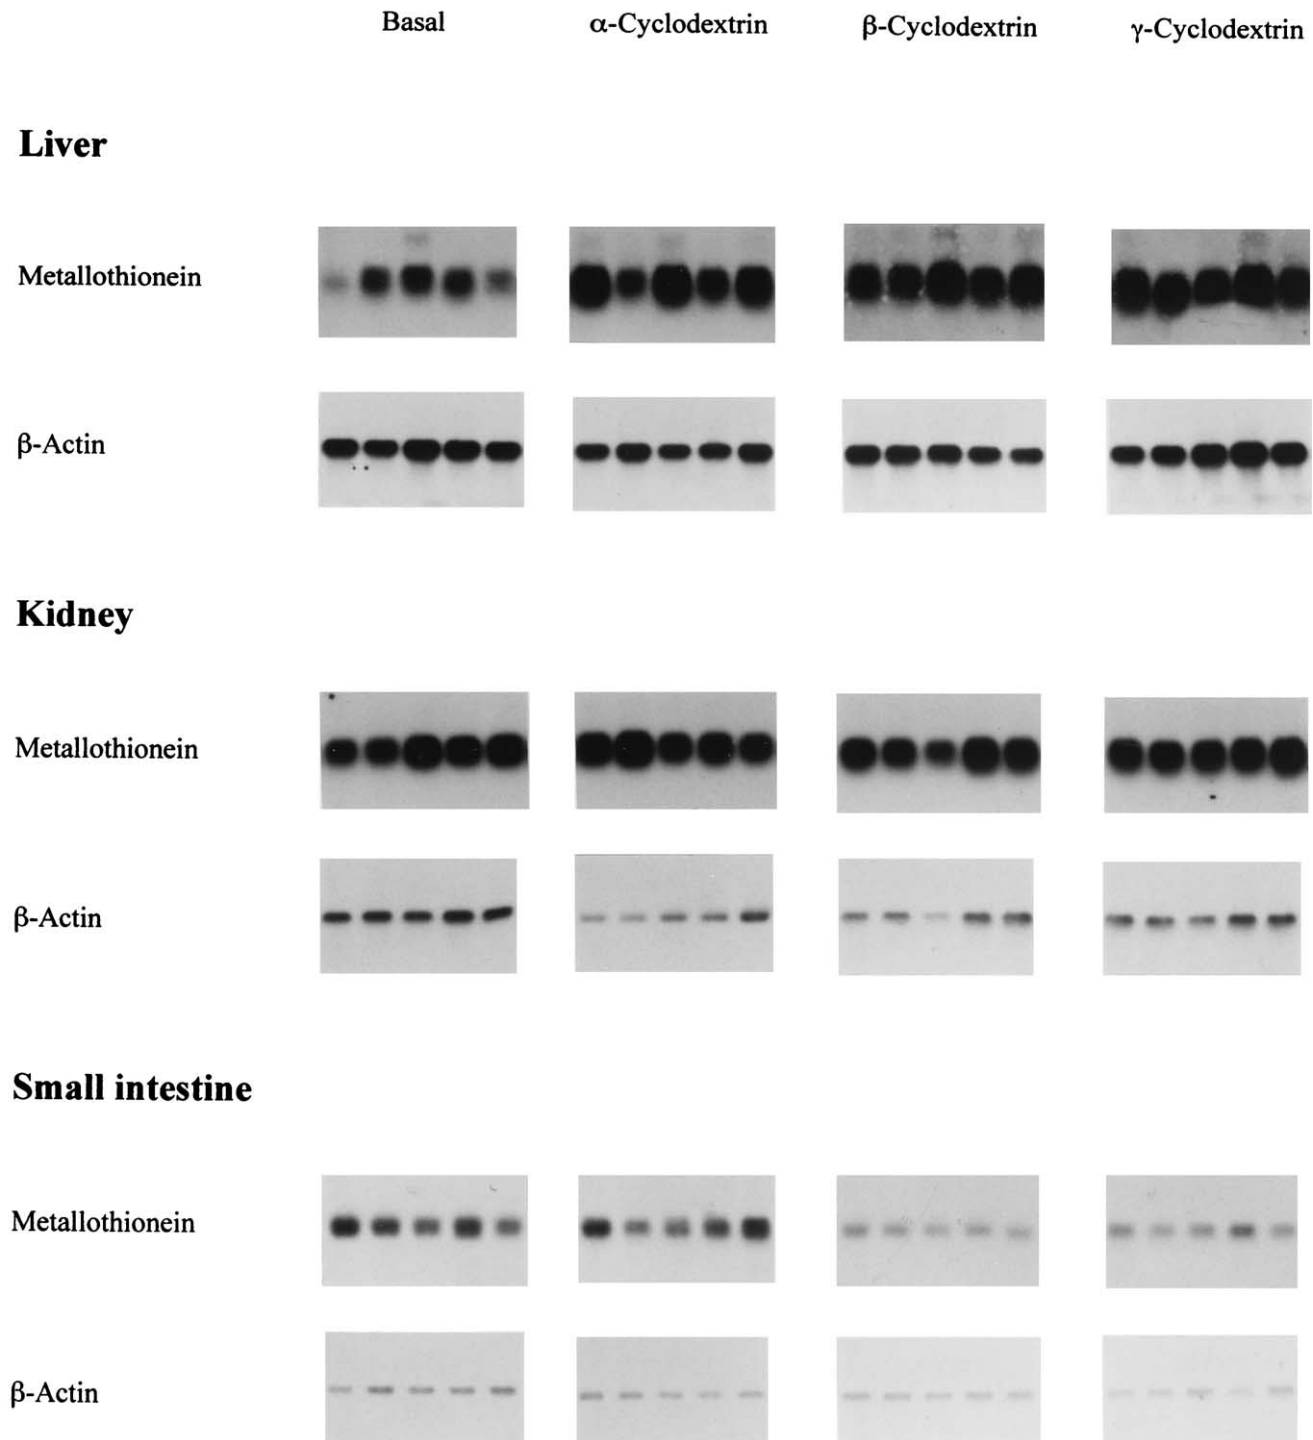 Basal α-Cyclodextrin β-Cyclodextrin γ-Cyclodextrin
Liver
Metallothionein
β-Actin
Kidney
Metallothionein
β-Actin
Small intestine
Metallothionein
β-Actin